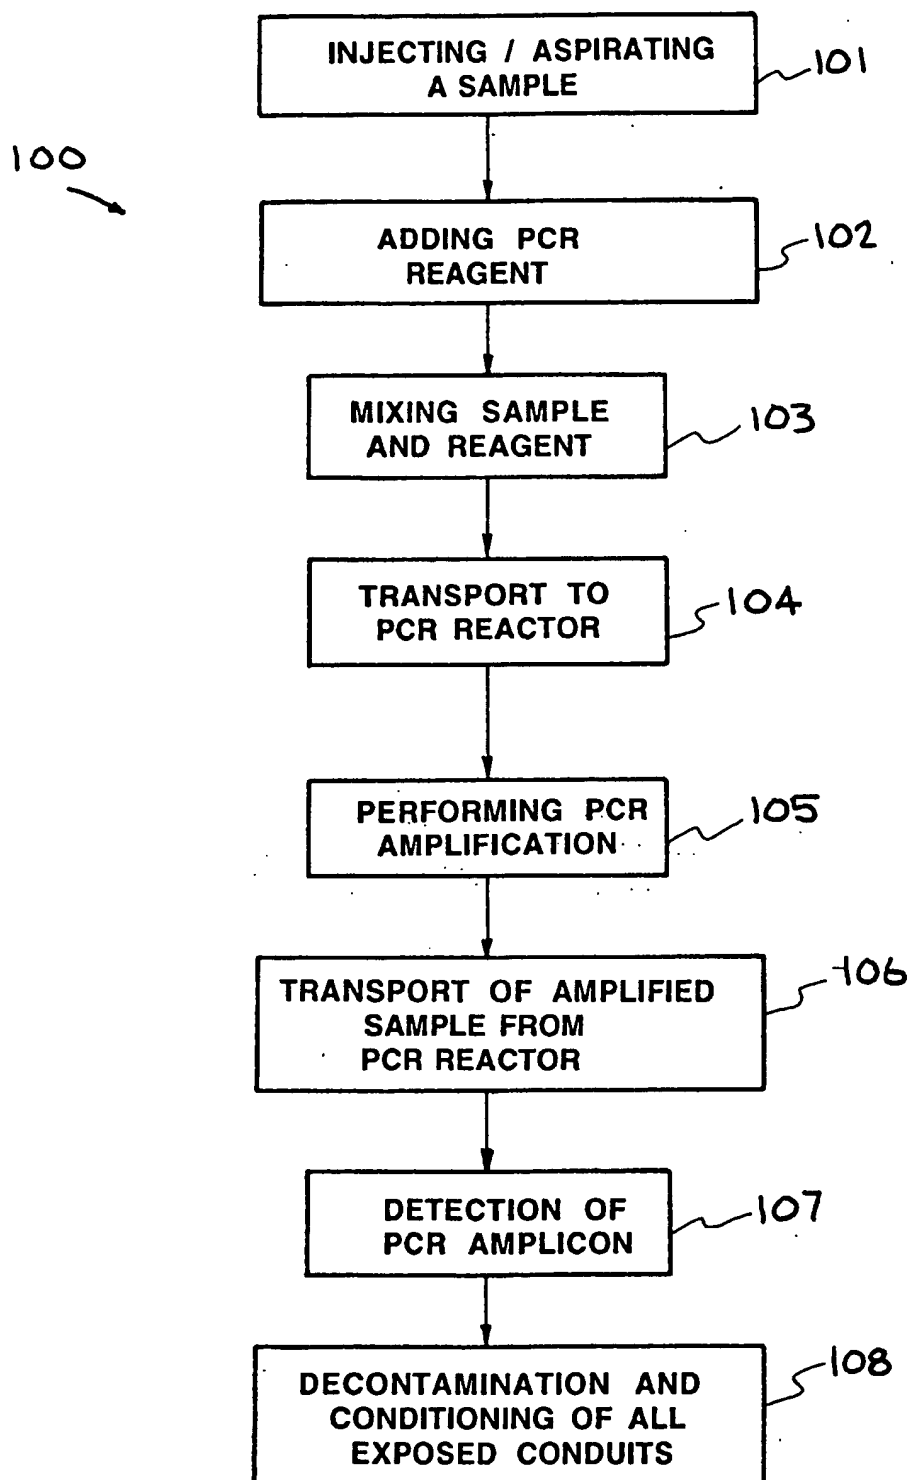 INJECTING / ASPIRATING
A SAMPLE
101
100
ADDING PCR
REAGENT
102
MIXING SAMPLE
AND REAGENT
103
TRANSPORT TO
PCR REACTOR
104
PERFORMING PCR
AMPLIFICATION
105
TRANSPORT OF AMPLIFIED
SAMPLE FROM
PCR REACTOR
106
DETECTION OF
PCR AMPLICON
107
DECONTAMINATION AND
CONDITIONING OF ALL
EXPOSED CONDUITS
108